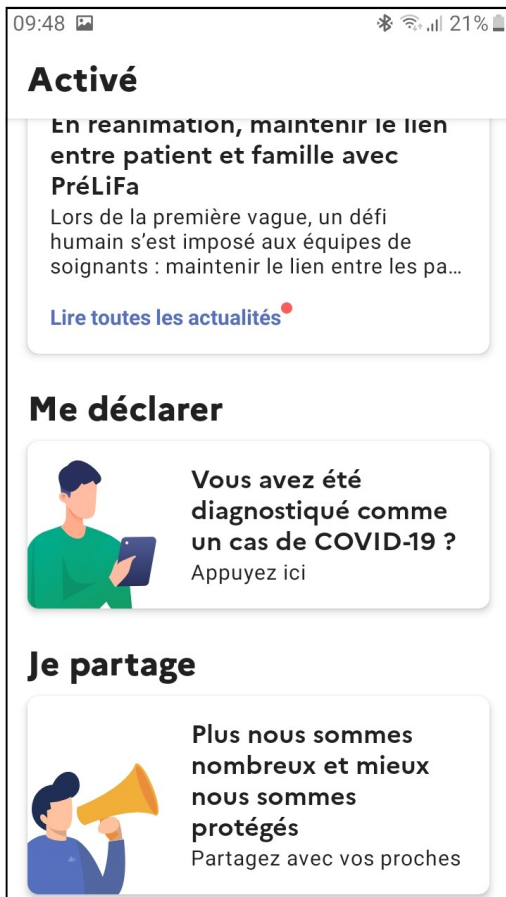 09:48 21%
Activé
En réanimation, maintenir le lien
entre patient et famille avec
PréLiFa
Lors de la première vague, un défi
humain s’est imposé aux équipes de
soignants : maintenir le lien entre les pa...
Lire toutes les actualités
Me déclarer
Vous avez été
diagnostiqué comme
un cas de COVID-19 ?
Appuyez ici
Je partage
Plus nous sommes
nombreux et mieux
nous sommes
protégés
Partagez avec vos proches